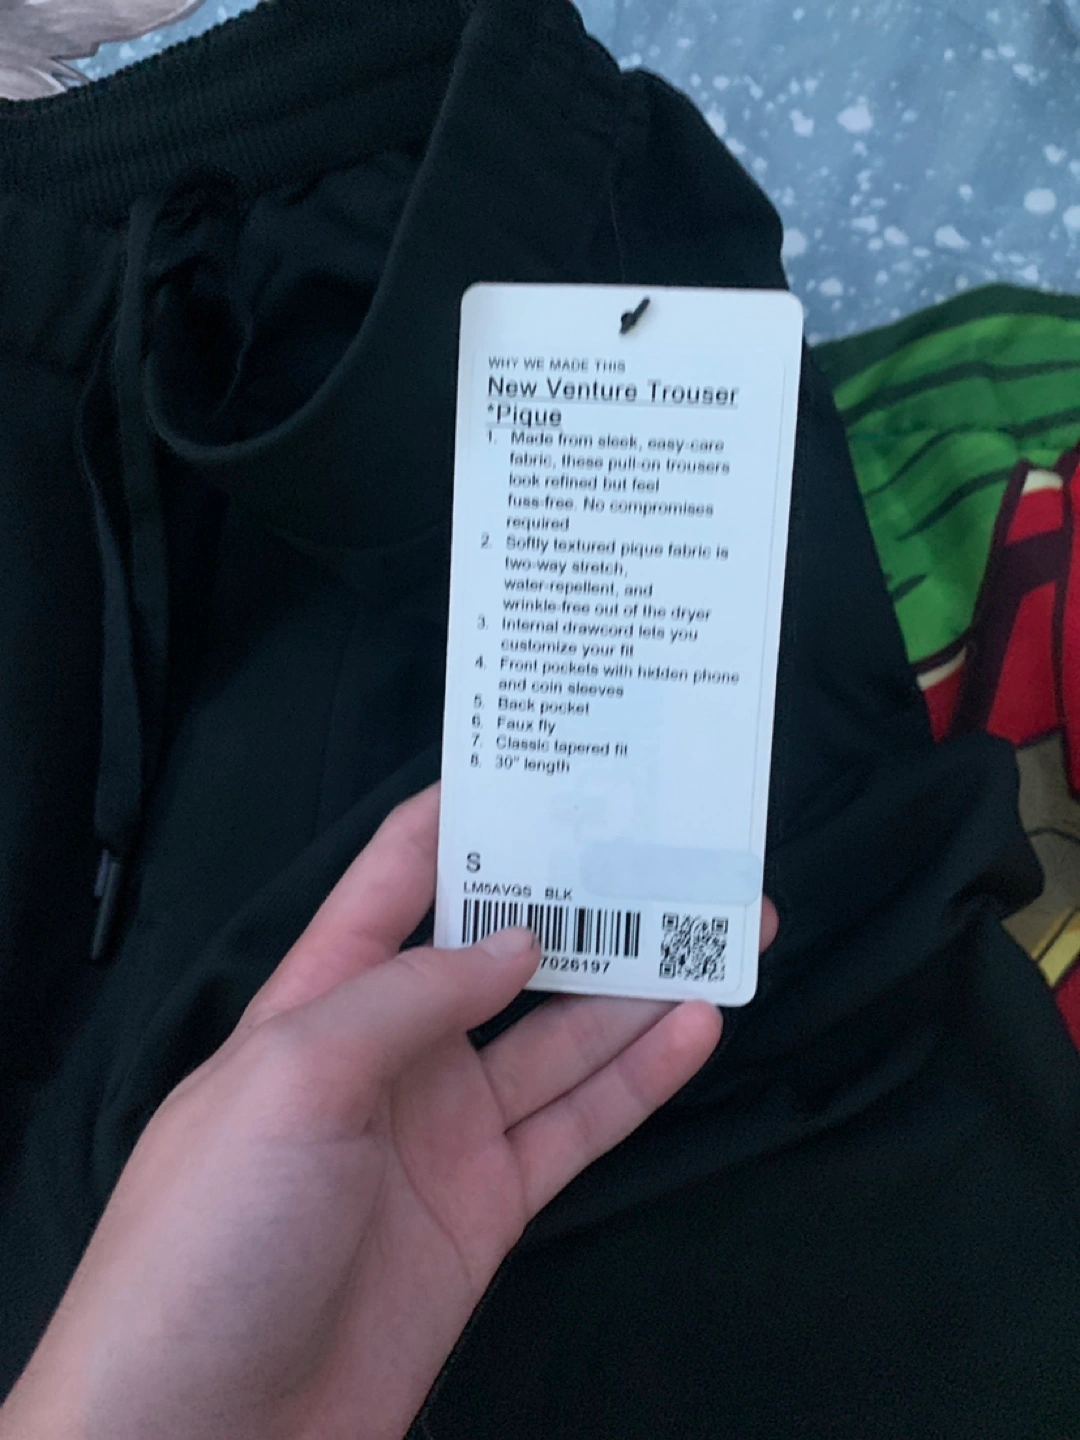 WHY WE MADE THIS
New Venture Trouser
*Pique
1. Made from sleek, easy-care
fabric, these pull-on trousers
look refined but feel
fuss-free. No compromises
required
2. Softly textured pique fabric is
two-way stretch,
water-repellent, and
wrinkle-free out of the dryer
3. Internal drawcord lets you
customize your fit
4. Front pockets with hidden phone
and coin sleeves
5. Back pocket
6. Faux fly
7. Classic tapered fit
8. 30" length
S
LM5AVGS BLK
7026197